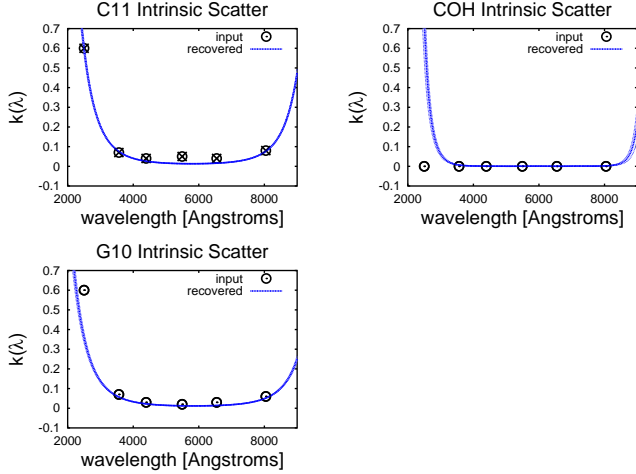 C11 Intrinsic Scatter
k(λ)
0.7
0.6
0.5
0.4
0.3
0.2
0.1
0
-0.1
input
recovered
2000 4000 6000 8000
wavelength [Angstroms]
COH Intrinsic Scatter
k(λ)
0.7
0.6
0.5
0.4
0.3
0.2
0.1
0
-0.1
input
recovered
2000 4000 6000 8000
wavelength [Angstroms]
G10 Intrinsic Scatter
k(λ)
0.7
0.6
0.5
0.4
0.3
0.2
0.1
0
-0.1
input
recovered
2000 4000 6000 8000
wavelength [Angstroms]